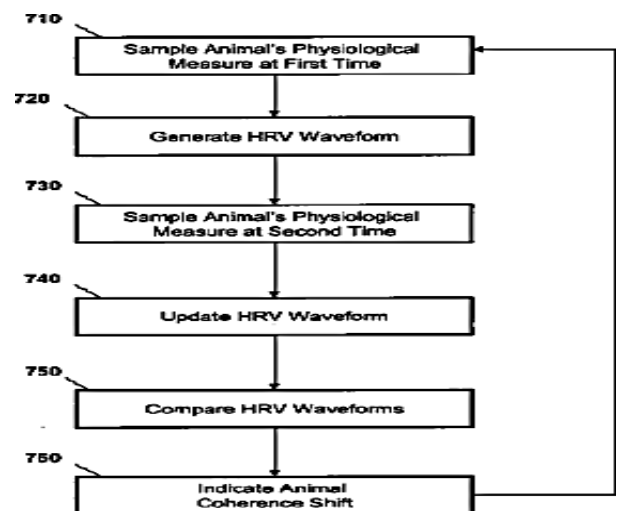 710
Sample Animal's Physiological
Measure at First Time
720
Generate HRV Waveform
730
Sample Animal's Physiological
Measure at Second Time
740
Update HRV Waveform
750
Compare HRV Waveforms
750
Indicate Animal
Coherence Shift